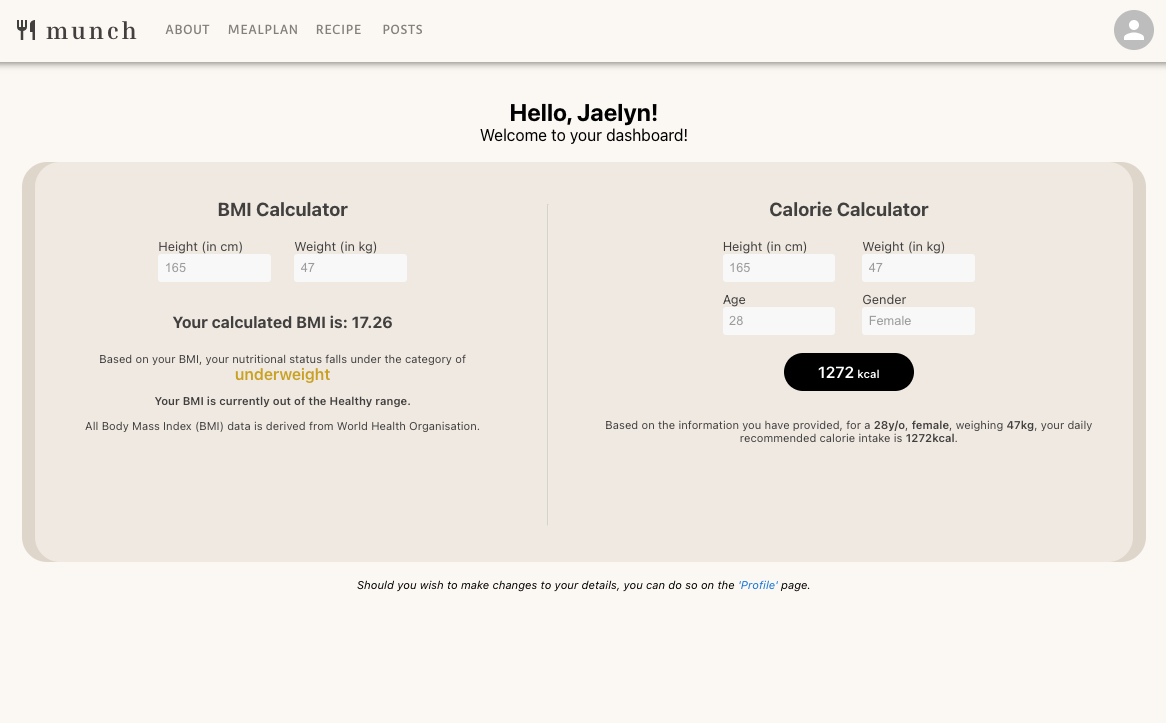 munch
ABOUT
MEALPLAN
RECIPE
POSTS
Hello, Jaelyn!
Welcome to your dashboard!
BMI Calculator
Height (in cm)
Weight (in kg)
165
47
Your calculated BMI is: 17.26
Based on your BMI, your nutritional status falls under the category of
underweight
Your BMI is currently out of the Healthy range.
All Body Mass Index (BMI) data is derived from World Health Organisation.
Calorie Calculator
Height (in cm)
Weight (in kg)
165
47
Age
Gender
28
Female
1272 kcal
Based on the information you have provided, for a 28y/o, female, weighing 47kg, your daily
recommended calorie intake is 1272kcal.
Should you wish to make changes to your details, you can do so on the 'Profile' page.